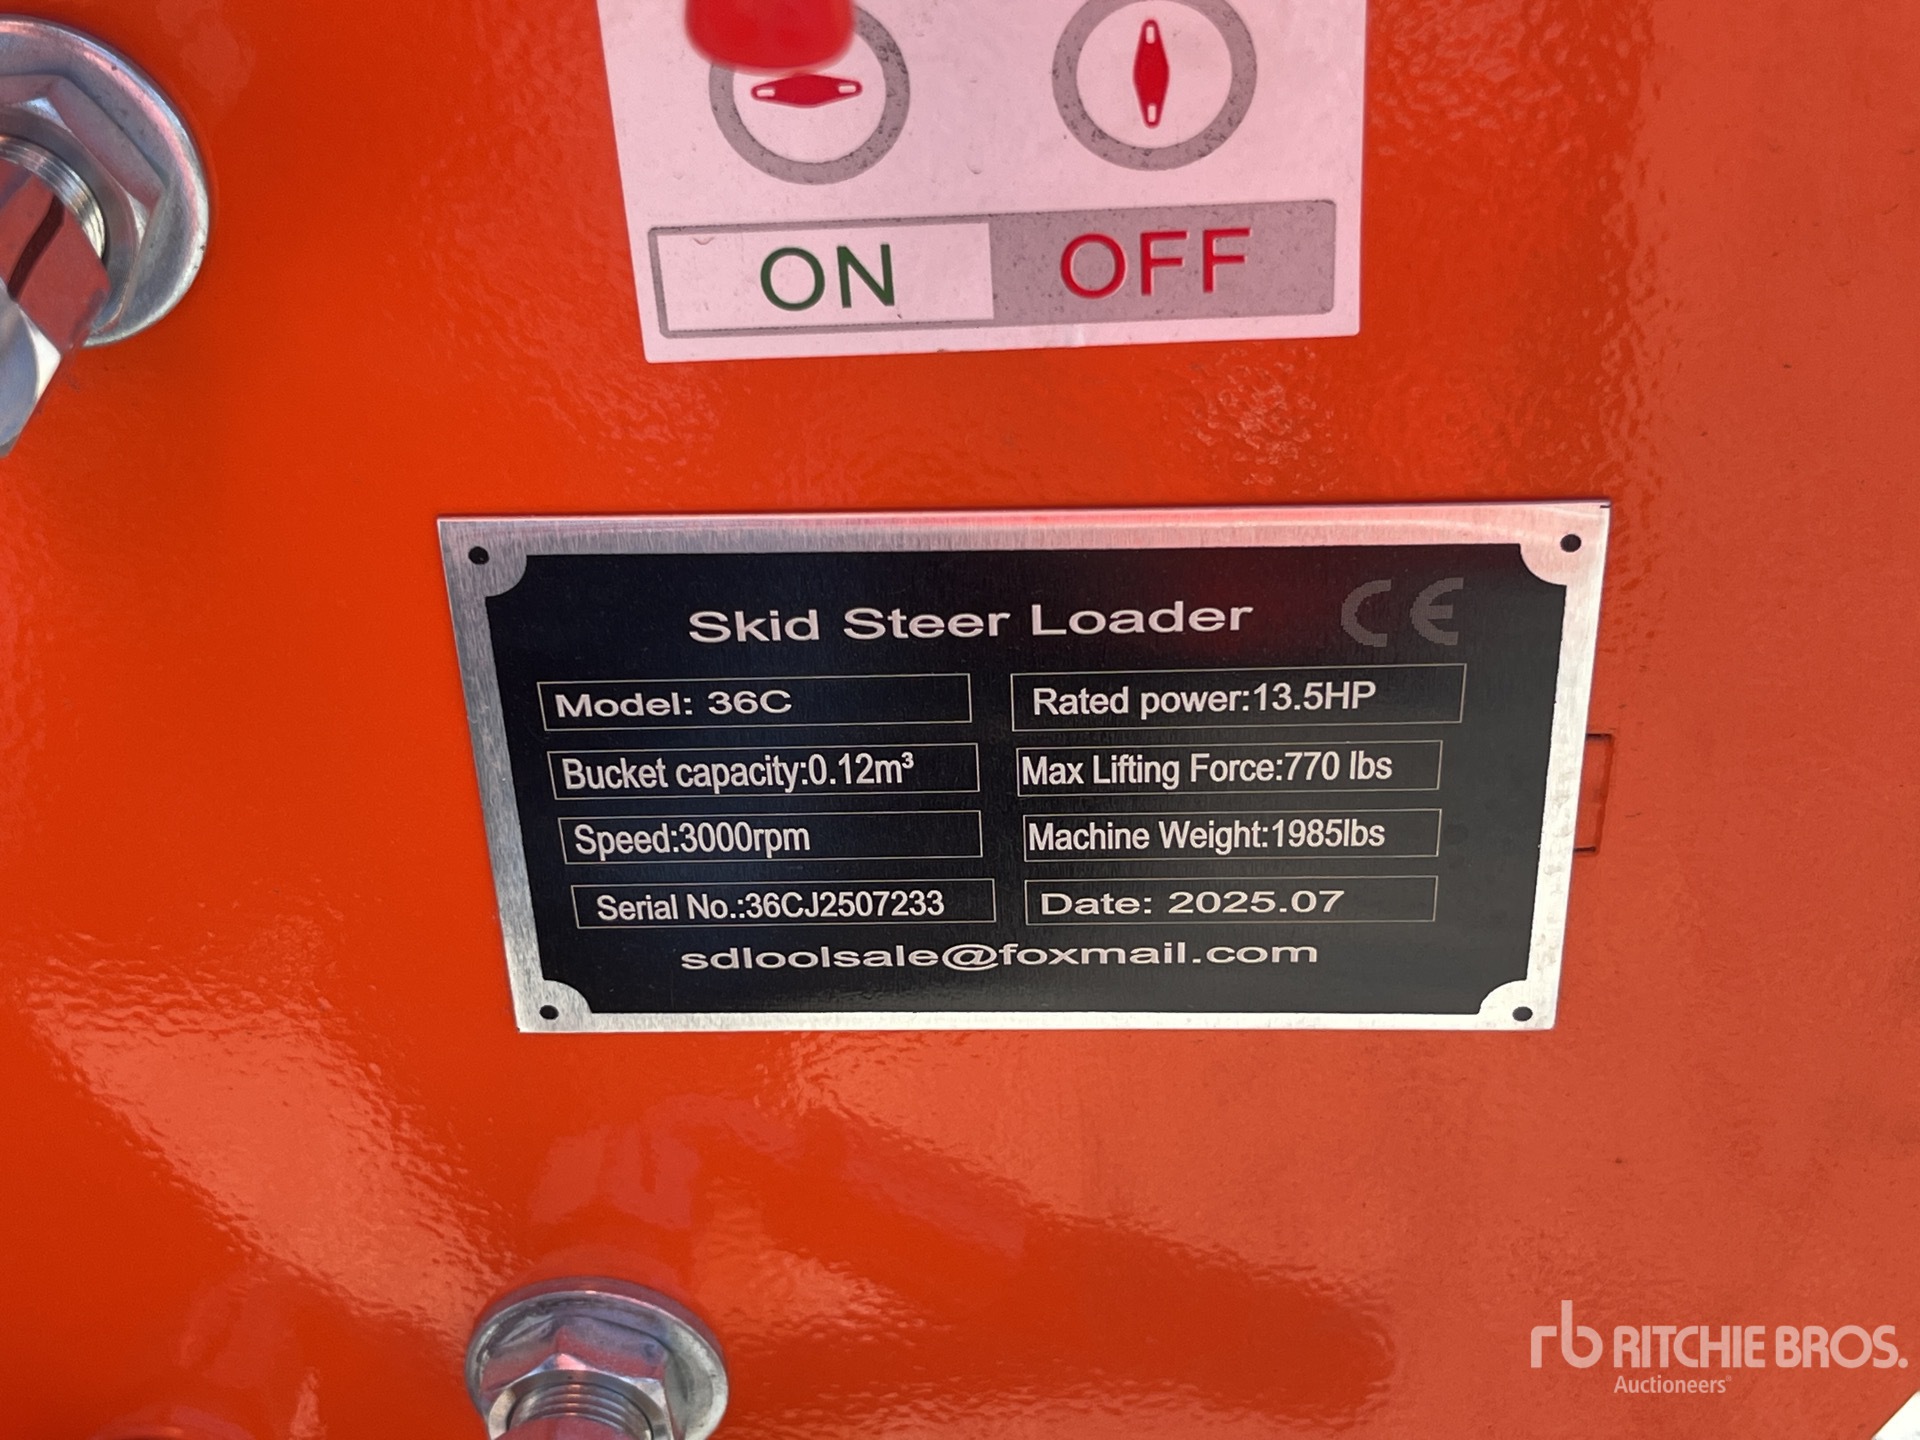 ON OFF
Skid Steer Loader CE
Model: 36C Rated power:13.5HP
Bucket capacity:0.12m³ Max Lifting Force:770 lbs
Speed:3000rpm Machine Weight:1985lbs
Serial No.:36CJ2507233 Date: 2025.07
sdloolsale@foxmail.com
rb RITCHIE BROS.
Auctioneers